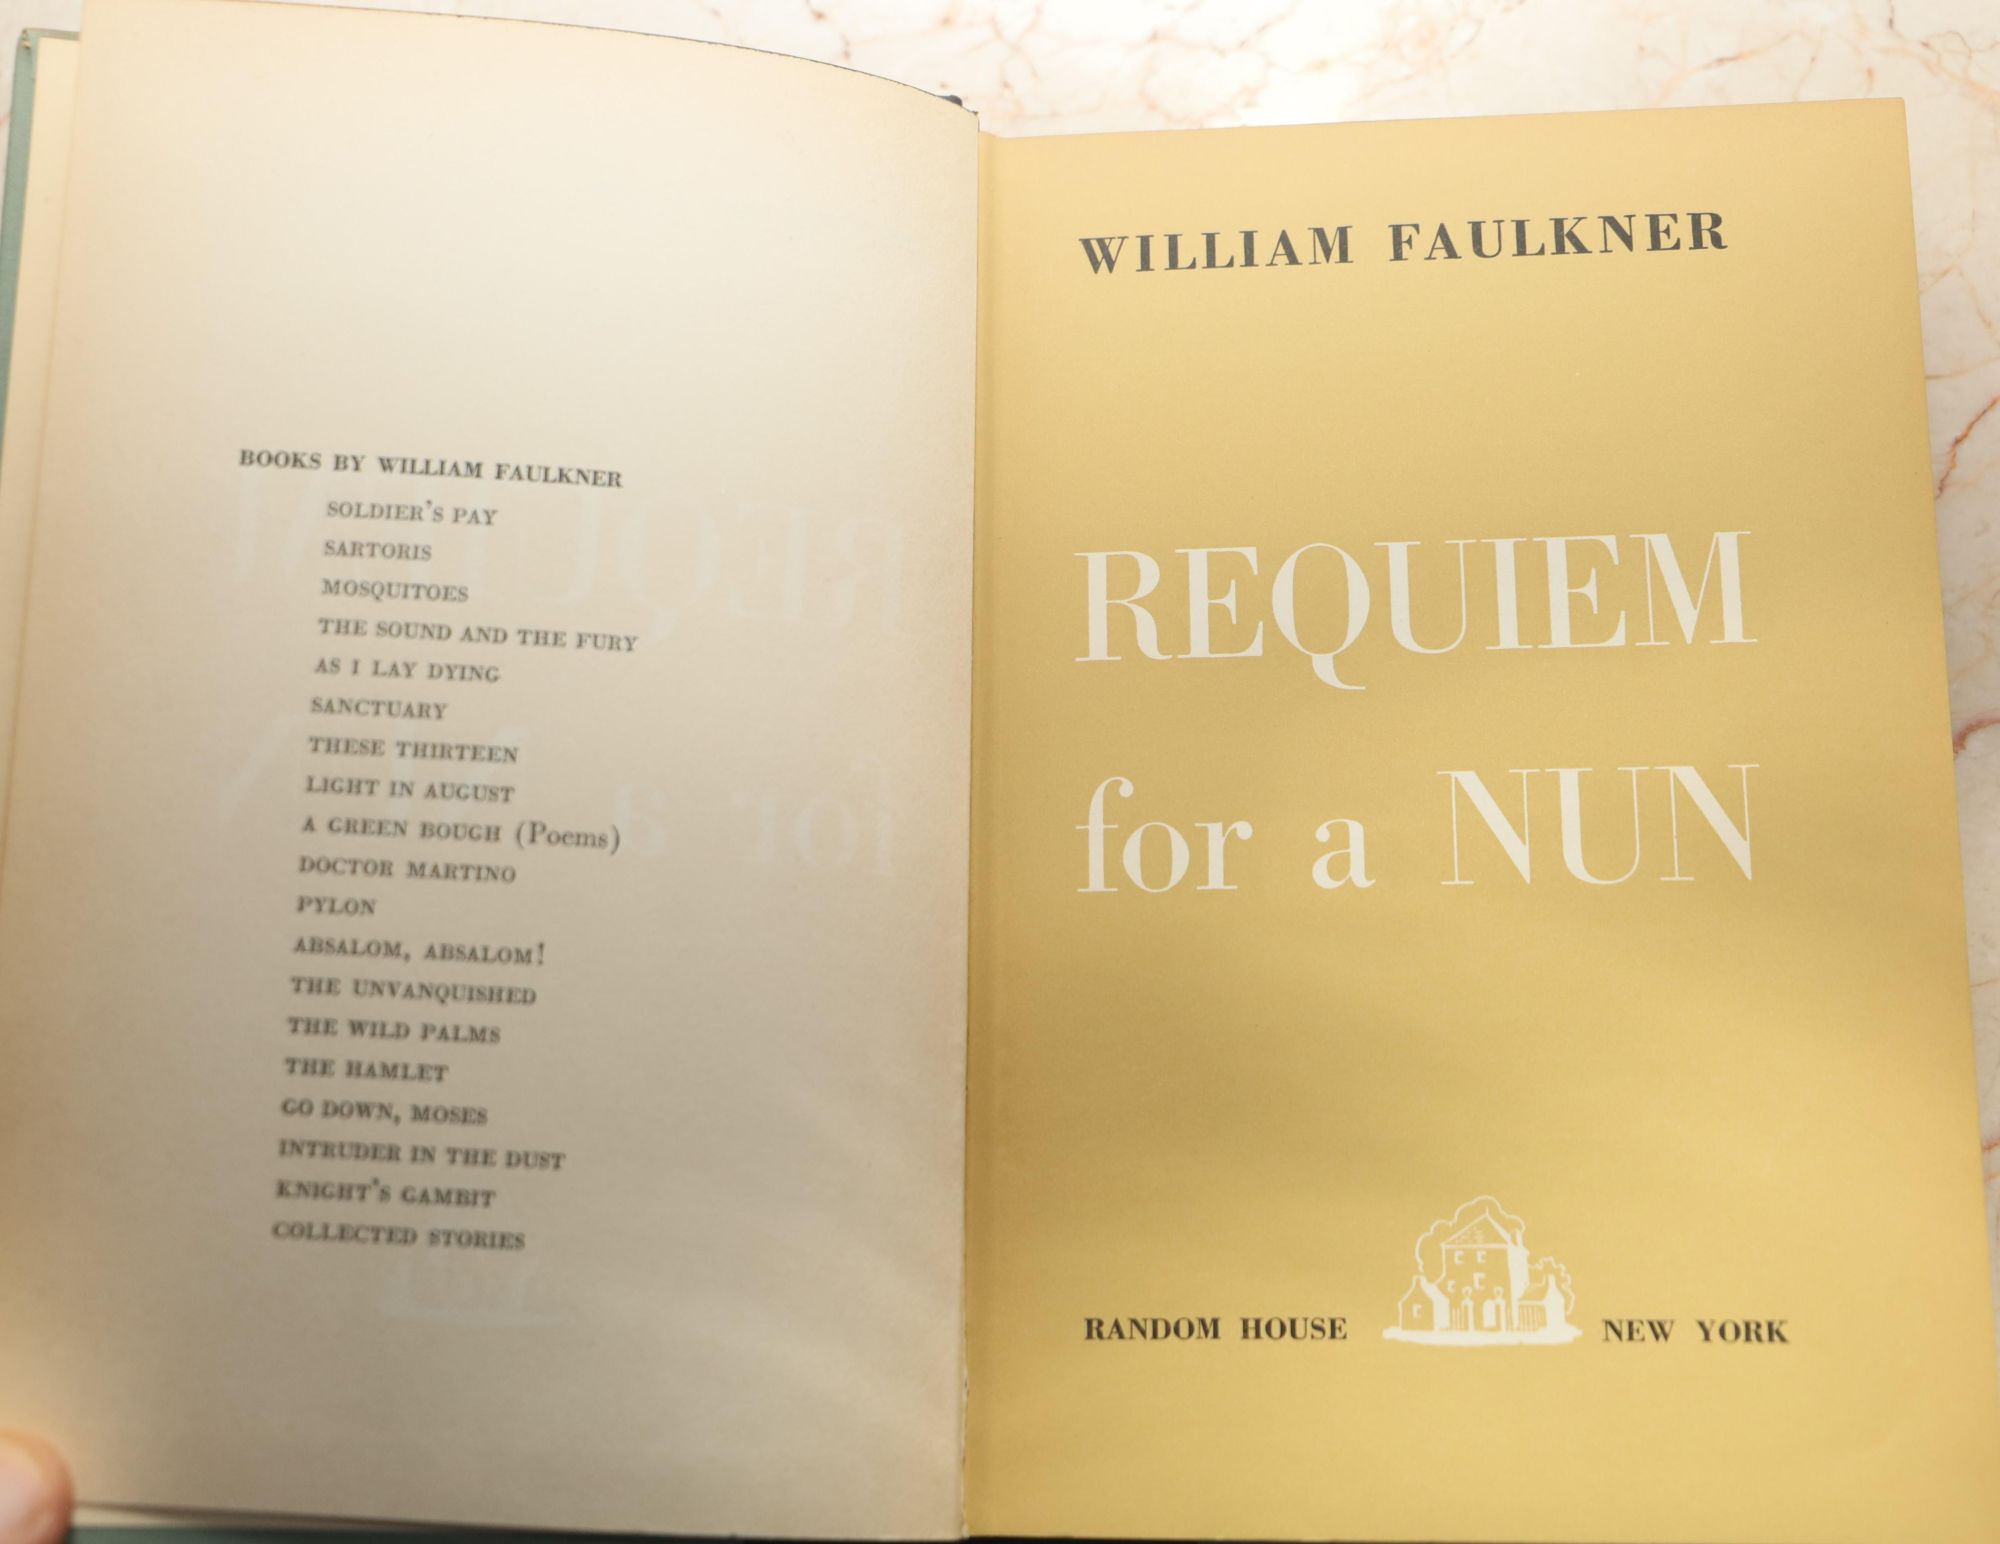 BOOKS BY WILLIAM FAULKNER
SOLDIER'S PAY
SARTORIS
MOSQUITOES
THE SOUND AND THE FURY
AS I LAY DYING
SANCTUARY
THESE THIRTEEN
LIGHT IN AUGUST
A GREEN BOUGH (Poems)
DOCTOR MARTINO
PYLON
ABSALOM, ABSALOM!
THE UNVANQUISHED
THE WILD PALMS
THE HAMLET
GO DOWN, MOSES
INTRUDER IN THE DUST
KNIGHT'S GAMBIT
COLLECTED STORIES
WILLIAM FAULKNER
REQUIEM
for a NUN
RANDOM HOUSE NEW YORK